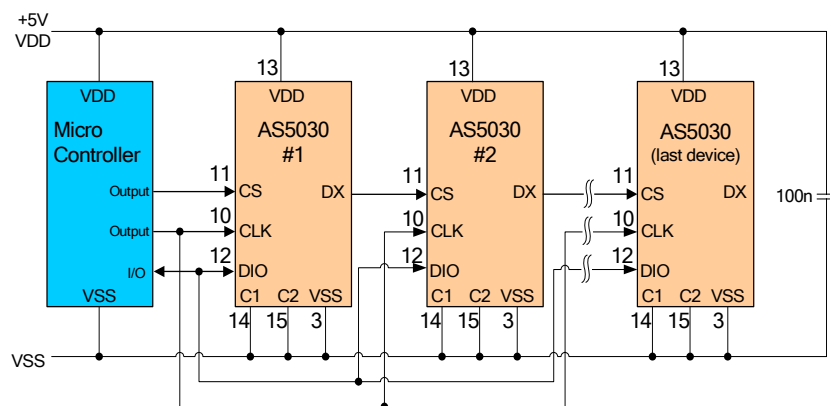 +5V
VDD
13
13
13
VDD
VDD
VDD
VDD
Micro
Controller
AS5030
#1
AS5030
#2
AS5030
(last device)
Output
11
CS
DX
11
CS
DX
11
CS
DX
100n
Output
10
CLK
10
CLK
10
CLK
I/O
12
DIO
12
DIO
12
DIO
VSS
C1
C2
VSS
C1
C2
VSS
C1
C2
VSS
14
15
3
14
15
3
14
15
3
VSS